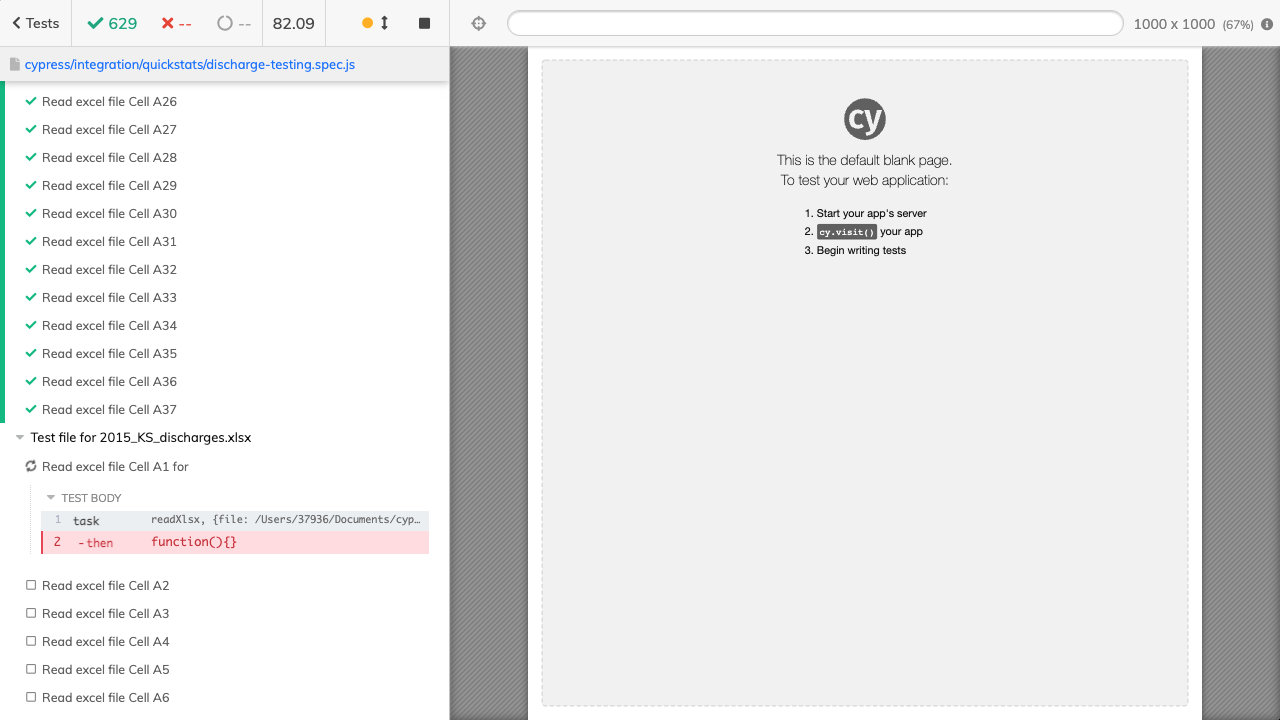 Tests
629
--
--
82.09
1000 x 1000 (67%)
cypress/integration/quickstats/discharge-testing.spec.js
Read excel file Cell A26
Read excel file Cell A27
Read excel file Cell A28
Read excel file Cell A29
Read excel file Cell A30
Read excel file Cell A31
Read excel file Cell A32
Read excel file Cell A33
Read excel file Cell A34
Read excel file Cell A35
Read excel file Cell A36
Read excel file Cell A37
Test file for 2015_KS_discharges.xlsx
Read excel file Cell A1 for
TEST BODY
1 task readXlsx, {file: /Users/37936/Documents/cyp…
2 -then function(){}
Read excel file Cell A2
Read excel file Cell A3
Read excel file Cell A4
Read excel file Cell A5
Read excel file Cell A6
cy
This is the default blank page.
To test your web application:
1. Start your app's server
2. cy.visit() your app
3. Begin writing tests